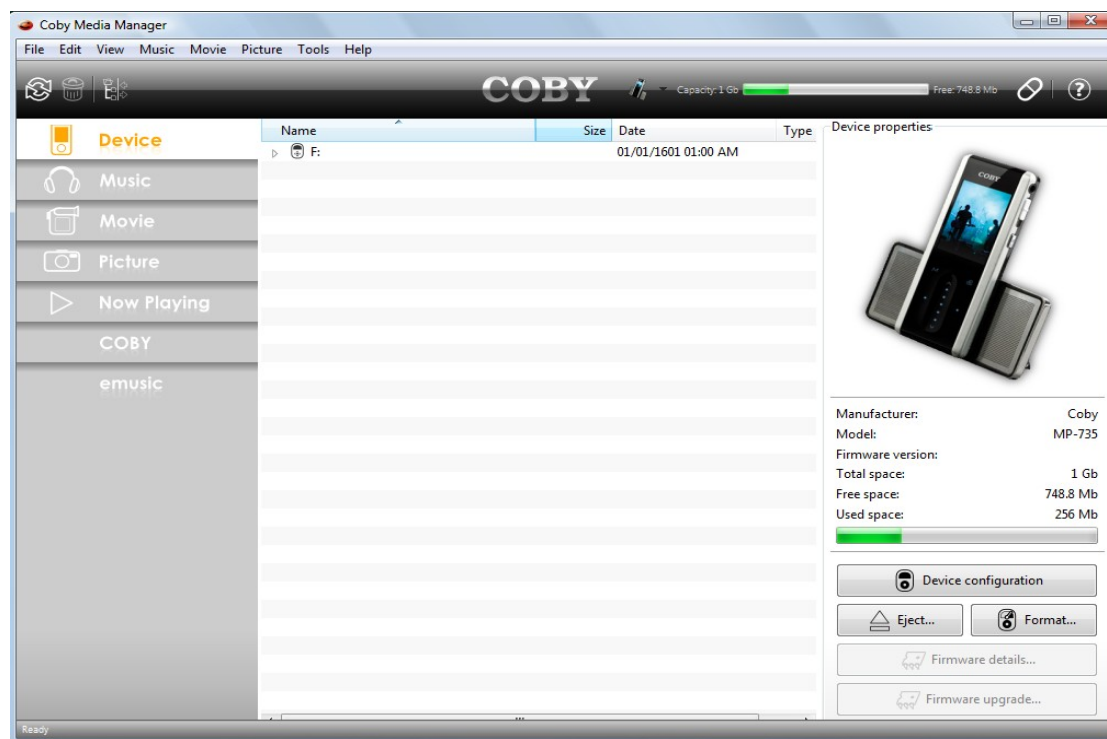 Coby Media Manager
File Edit View Music Movie Picture Tools Help
COBY Capacity: 1 Gb Free: 748.8 Mb
Device
Music
Movie
Picture
Now Playing
COBY
emusic
Name Size Date Type
F: 01/01/1601 01:00 AM
Device properties
COBY
Manufacturer: Coby
Model: MP-735
Firmware version:
Total space: 1 Gb
Free space: 748.8 Mb
Used space: 256 Mb
Device configuration
Eject... Format...
Firmware details...
Firmware upgrade...
Ready